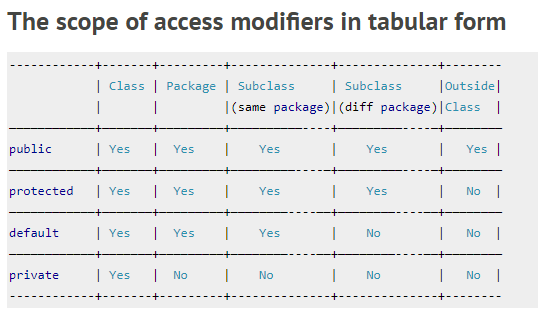 The scope of access modifiers in tabular form
------------+-------+---------+--------------+--------------+--------
| Class | Package | Subclass | Subclass |Outside|
| | |(same package)|(diff package)|Class |
————————————+———————+—————————+——————————----+—————————-----+————————
public | Yes | Yes | Yes | Yes | Yes |
————————————+———————+—————————+——————————----+—————————-----+————————
protected | Yes | Yes | Yes | Yes | No |
————————————+———————+—————————+——————————----+—————————-----+————————
default | Yes | Yes | Yes | No | No |
————————————+———————+—————————+——————————----+—————————-----+————————
private | Yes | No | No | No | No |
------------+-------+---------+--------------+--------------+--------